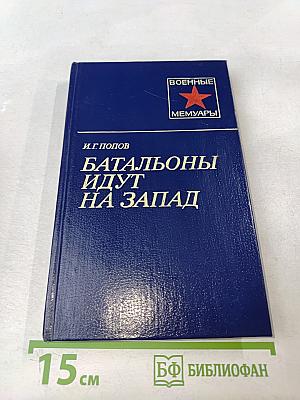 ВОЕННЫЕ
МЕМУАРЫ
И.Г. ПОПОВ
БАТАЛЬОНЫ
ИДУТ
НА ЗАПАД
15 см
БФ БИБЛИОФАН